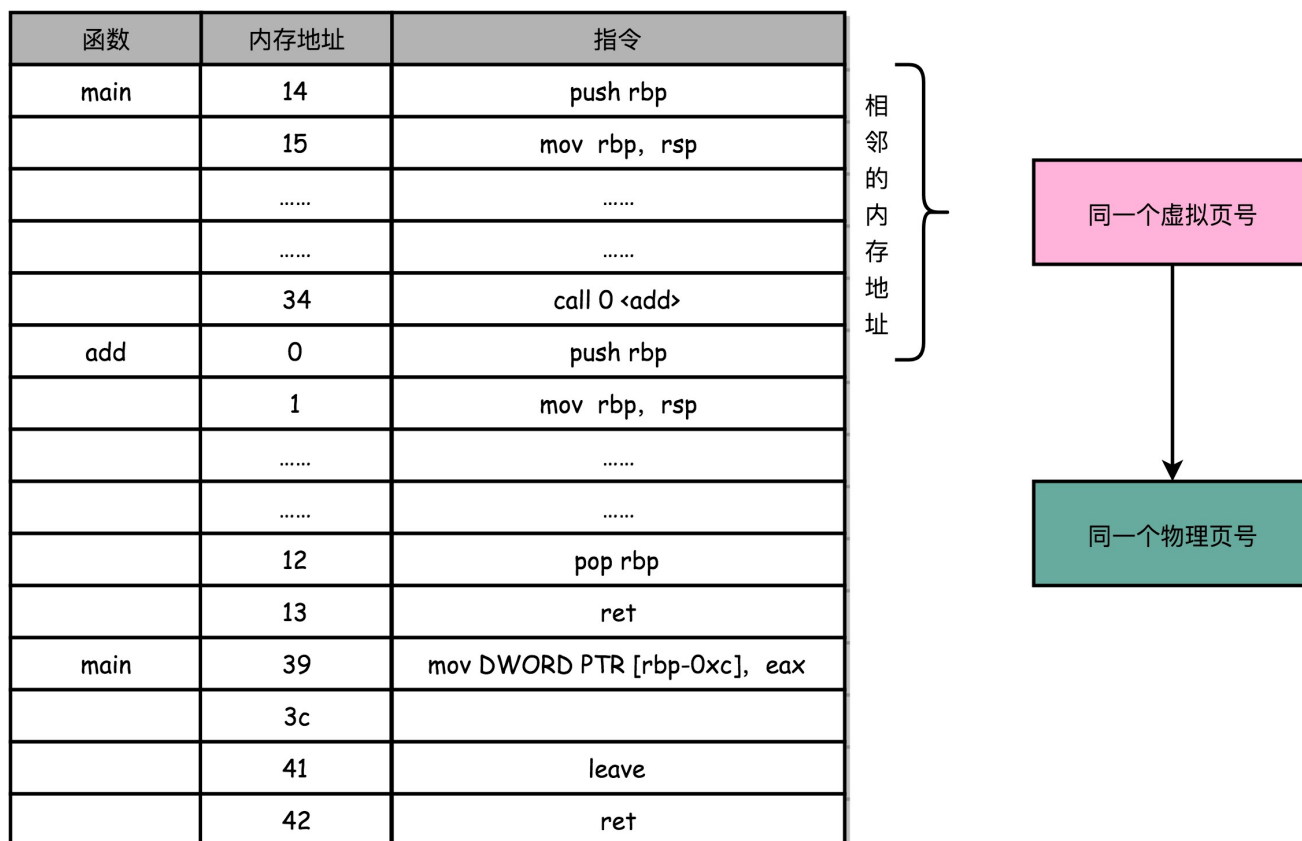 函数 内存地址 指令
main 14 push rbp
15 mov rbp, rsp
...... ......
...... ......
34 call 0 <add>
add 0 push rbp
1 mov rbp, rsp
...... ......
...... ......
12 pop rbp
13 ret
main 39 mov DWORD PTR [rbp-0xc], eax
3c
41 leave
42 ret
相邻的内存地址
同一个虚拟页号
同一个物理页号